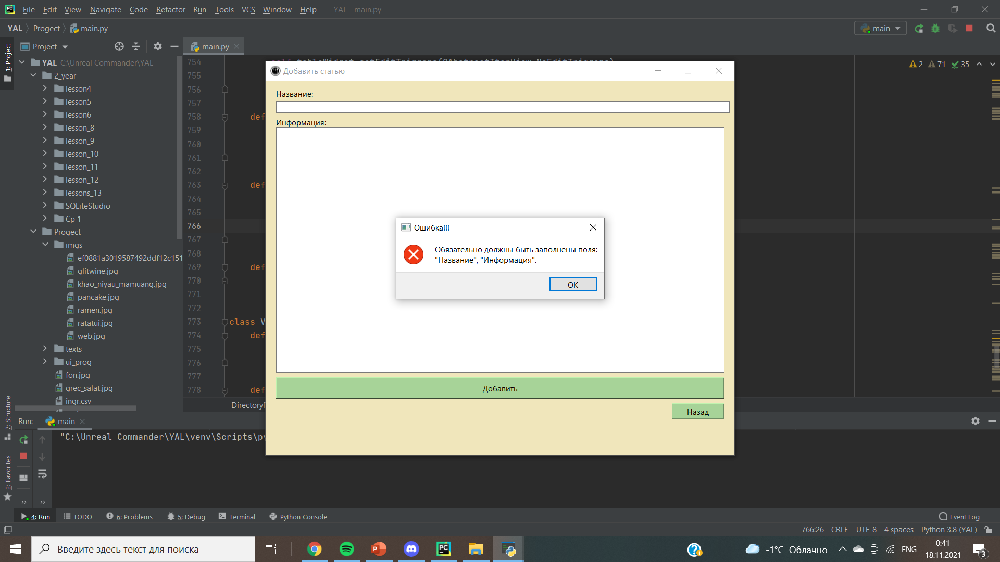 File Edit View Navigate Code Refactor Run Tools VCS Window Help YAL - main.py
YAL Progect main.py main
1: Project
Project main.py
YAL C:\Unreal Commander\YAL
2_year
lesson4
lesson5
lesson6
lesson_8
lesson_9
lesson_10
lesson_11
lesson_12
lessons_13
SQLiteStudio
Ср 1
Progect
imgs
ef0881a3019587492ddf12c151
glitwine.jpg
khao_niyau_mamuang.jpg
pancake.jpg
ramen.jpg
ratatui.jpg
web.jpg
texts
ui_prog
fon.jpg
grec_salat.jpg
ingr.csv
754
755
756
757
758 def
759
760
761
762
763 def
764
765
766
767
768
769 def
770
771
772
773 class V
774 def
775
776
777
778 def
2 71 35
Добавить статью
Название:
Информация:
Ошибка!!!
Обязательно должны быть заполнены поля:
"Название", "Информация".
OK
Добавить
Назад
7: Structure
2: Favorites
Run: main
"C:\Unreal Commander\YAL\venv\Scripts\py
4: Run TODO 6: Problems 5: Debug Terminal Python Console Event Log
766:26 CRLF UTF-8 4 spaces Python 3.8 (YAL)
Введите здесь текст для поиска
-1°C Облачно ENG
0:41
18.11.2021
3